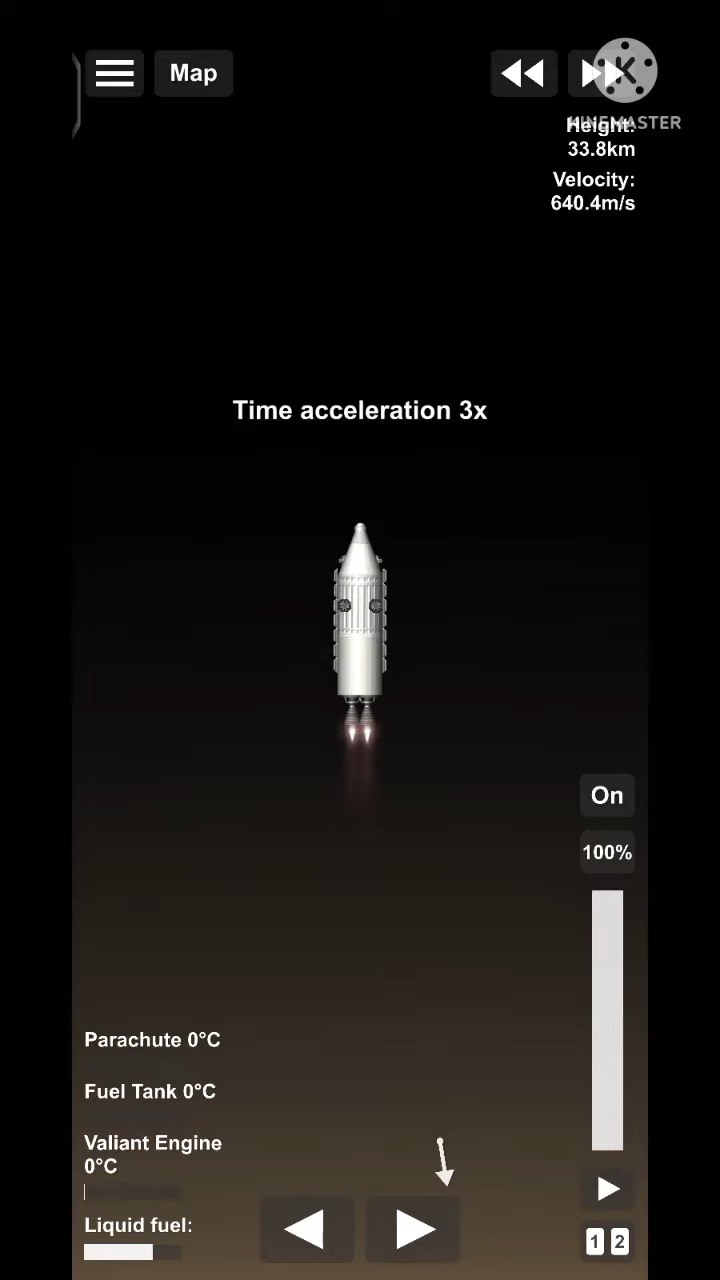 Map
K
KINEMASTER
Height:
33.8km
Velocity:
640.4m/s
Time acceleration 3x
On
100%
Parachute 0°C
Fuel Tank 0°C
Valiant Engine
0°C
Liquid fuel:
1 2